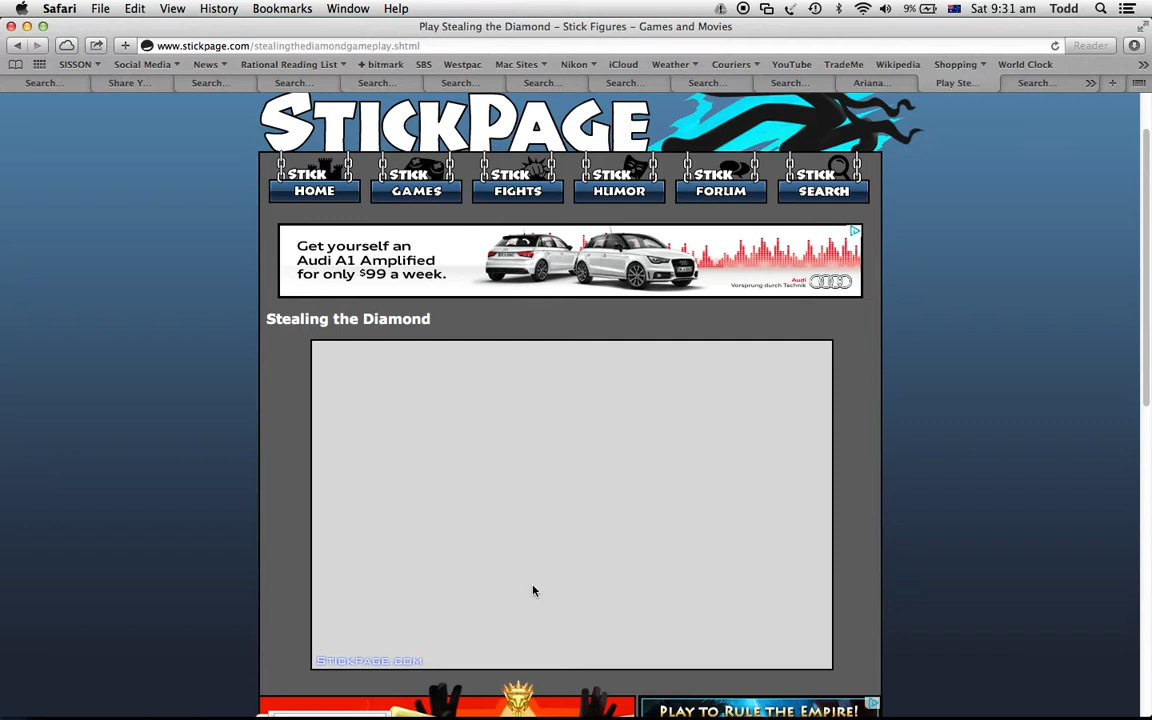 Safari File Edit View History Bookmarks Window Help 9% Sat 9:31 am Todd
Play Stealing the Diamond – Stick Figures – Games and Movies
www.stickpage.com/stealingthediamondgameplay.shtml Reader
SISSON Social Media News Rational Reading List + bitmark SBS Westpac Mac Sites Nikon iCloud Weather Couriers YouTube TradeMe Wikipedia Shopping World Clock
Search... Share Y... Search... Search... Search... Search... Search... Search... Search... Search... Ariana... Play Ste... Search...
STICKPAGE
STICK HOME
STICK GAMES
STICK FIGHTS
STICK HUMOR
STICK FORUM
STICK SEARCH
Get yourself an
Audi A1 Amplified
for only $99 a week.
Audi
Vorsprung durch Technik
Stealing the Diamond
STICKPAGE.COM
PLAY TO RULE THE EMPIRE!